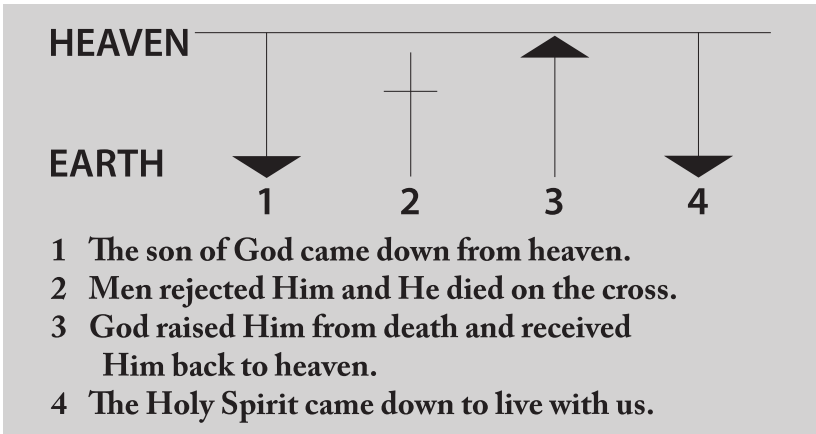 HEAVEN
EARTH
1 2 3 4
1 The son of God came down from heaven.
2 Men rejected Him and He died on the cross.
3 God raised Him from death and received
Him back to heaven.
4 The Holy Spirit came down to live with us.